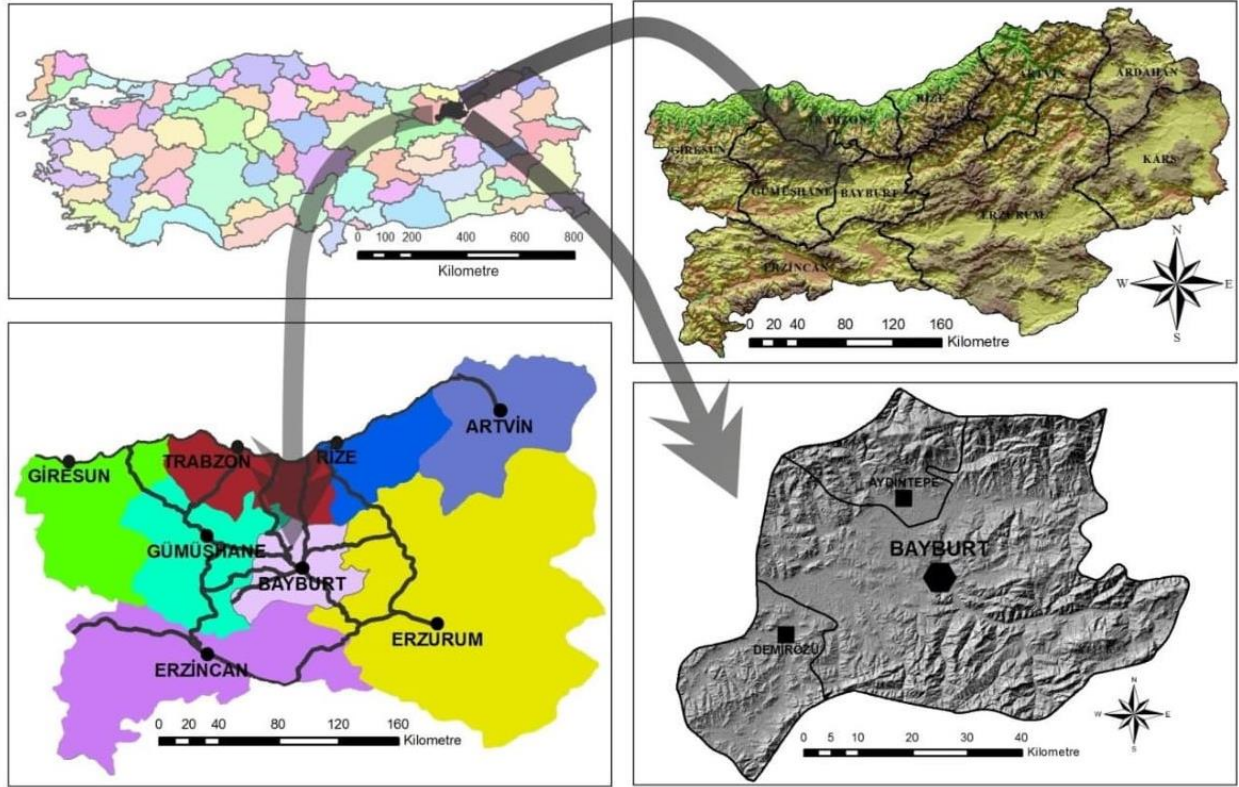 0 100 200 400 600 800
Kilometre
ARTVİN
ARDAHAN
RİZE
TRABZON
GİRESUN
KARS
GÜMÜŞHANE
BAYBURT
ERZURUM
ERZİNCAN
N
W
E
S
0 20 40 80 120 160
Kilometre
ARTVİN
TRABZON
RİZE
GİRESUN
GÜMÜŞHANE
BAYBURT
ERZURUM
ERZİNCAN
0 20 40 80 120 160
Kilometre
AYDINTEPE
BAYBURT
DEMİRÖZÜ
N
W
E
S
0 5 10 20 30 40
Kilometre